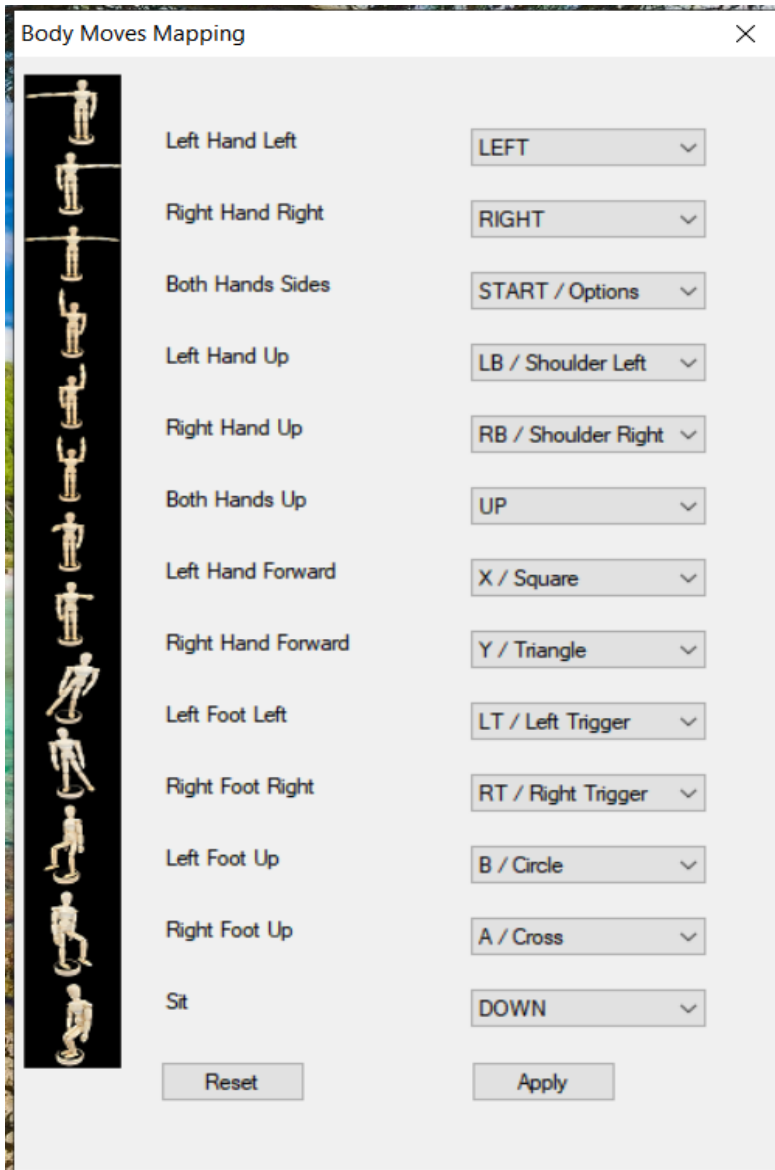 Body Moves Mapping
Left Hand Left LEFT
Right Hand Right RIGHT
Both Hands Sides START / Options
Left Hand Up LB / Shoulder Left
Right Hand Up RB / Shoulder Right
Both Hands Up UP
Left Hand Forward X / Square
Right Hand Forward Y / Triangle
Left Foot Left LT / Left Trigger
Right Foot Right RT / Right Trigger
Left Foot Up B / Circle
Right Foot Up A / Cross
Sit DOWN
Reset Apply